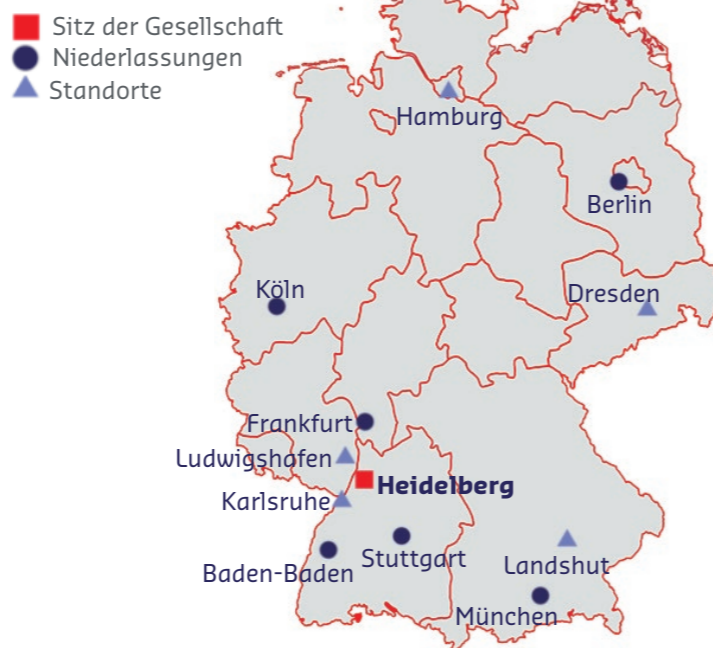 Sitz der Gesellschaft
Niederlassungen
Standorte
Hamburg
Berlin
Köln
Dresden
Frankfurt
Ludwigshafen
Heidelberg
Karlsruhe
Stuttgart
Baden-Baden
Landshut
München